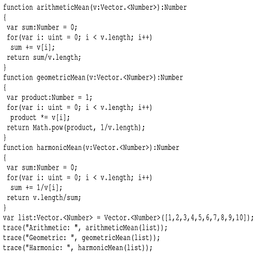 function arithmeticMean(v:Vector.<Number>):Number
{
 var sum:Number = 0;
 for(var i: uint = 0; i < v.length; i++)
  sum += v[i];
 return sum/v.length;
}
function geometricMean(v:Vector.<Number>):Number
{
 var product:Number = 1;
 for(var i: uint = 0; i < v.length; i++)
  product *= v[i];
 return Math.pow(product, 1/v.length);
}
function harmonicMean(v:Vector.<Number>):Number
{
 var sum:Number = 0;
 for(var i: uint = 0; i < v.length; i++)
  sum += 1/v[i];
 return v.length/sum;
}
var list:Vector.<Number> = Vector.<Number>([1,2,3,4,5,6,7,8,9,10]);
trace("Arithmetic: ", arithmeticMean(list));
trace("Geometric: ", geometricMean(list));
trace("Harmonic: ", harmonicMean(list));